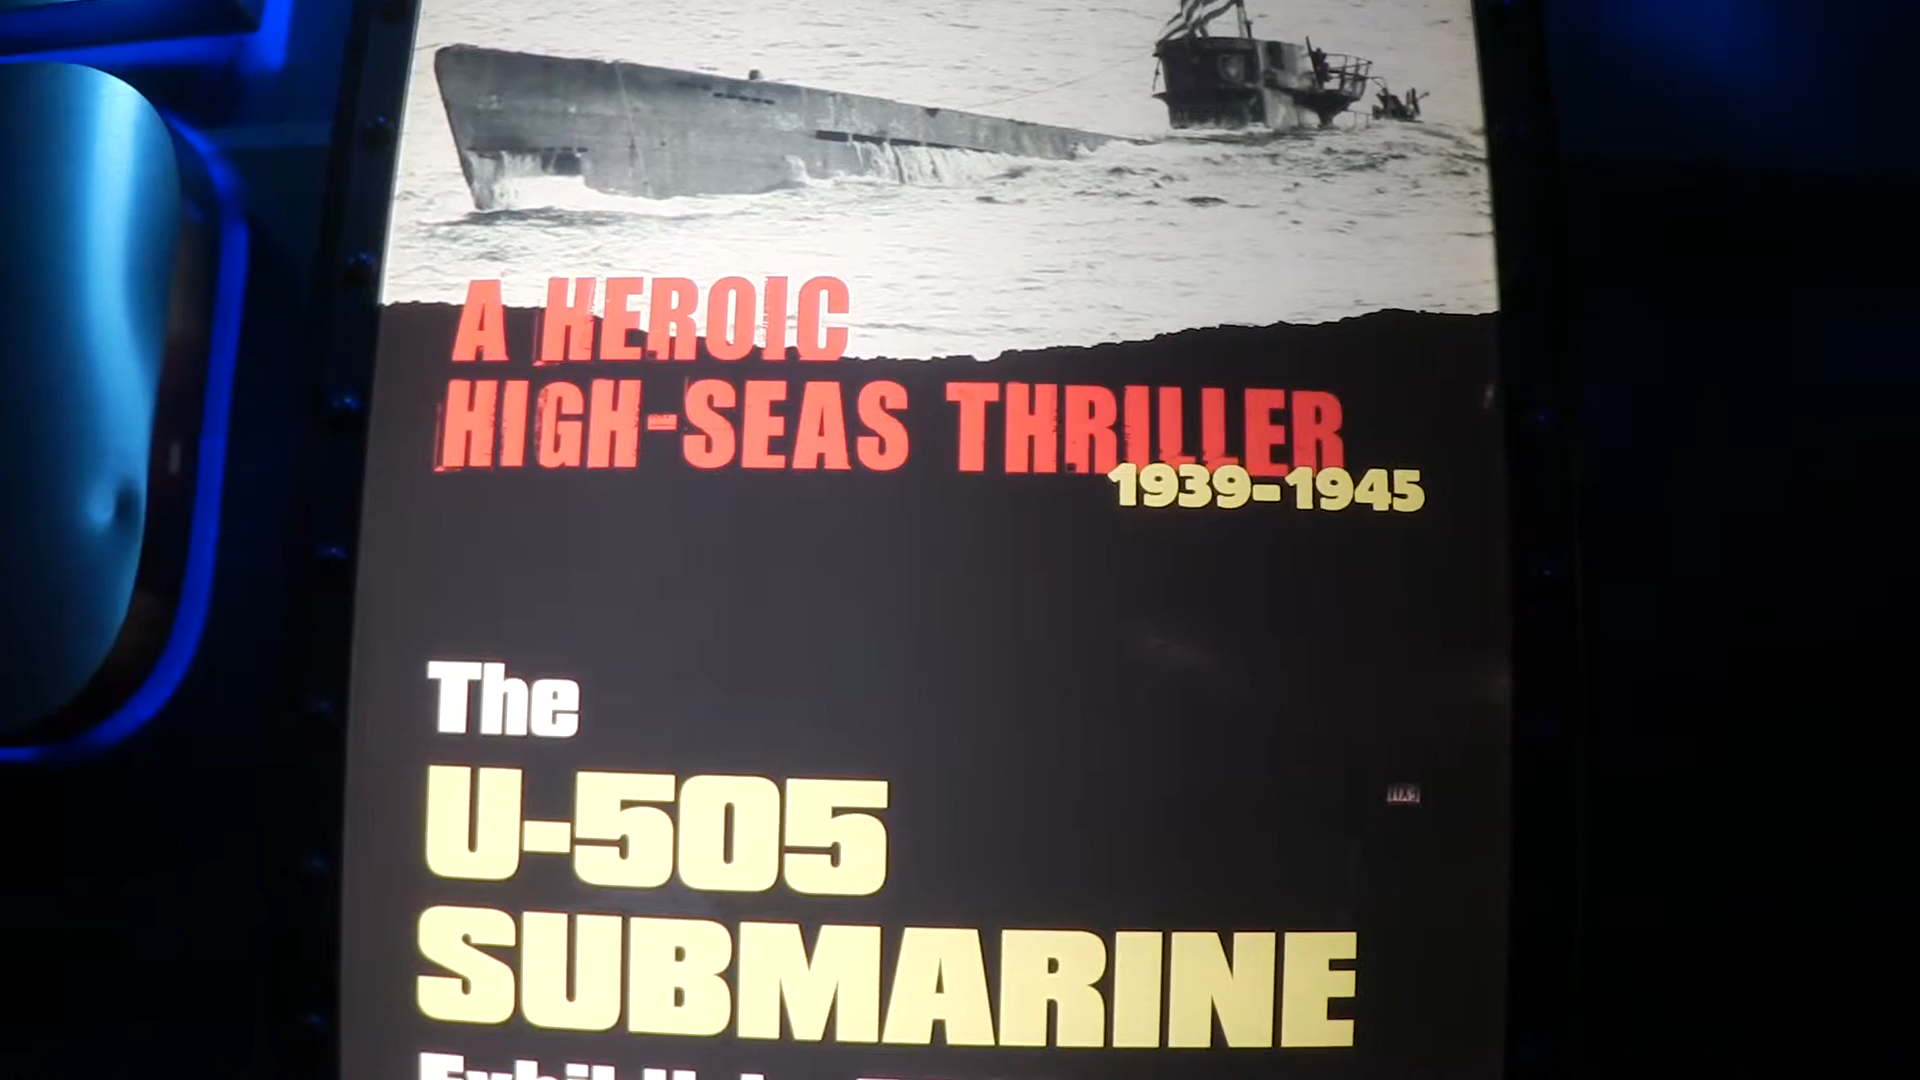 A HEROIC
HIGH-SEAS THRILLER
1939-1945
The
U-505
SUBMARINE